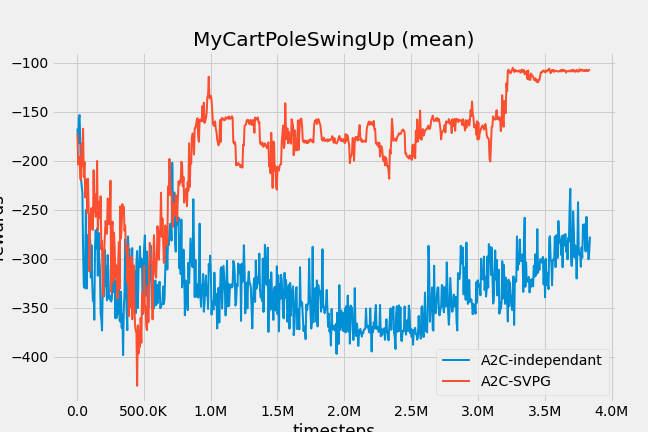 MyCartPoleSwingUp (mean)
−100
−150
−200
−250
−300
−350
−400
rewards
A2C-independant
A2C-SVPG
0.0 500.0K 1.0M 1.5M 2.0M 2.5M 3.0M 3.5M 4.0M
timesteps